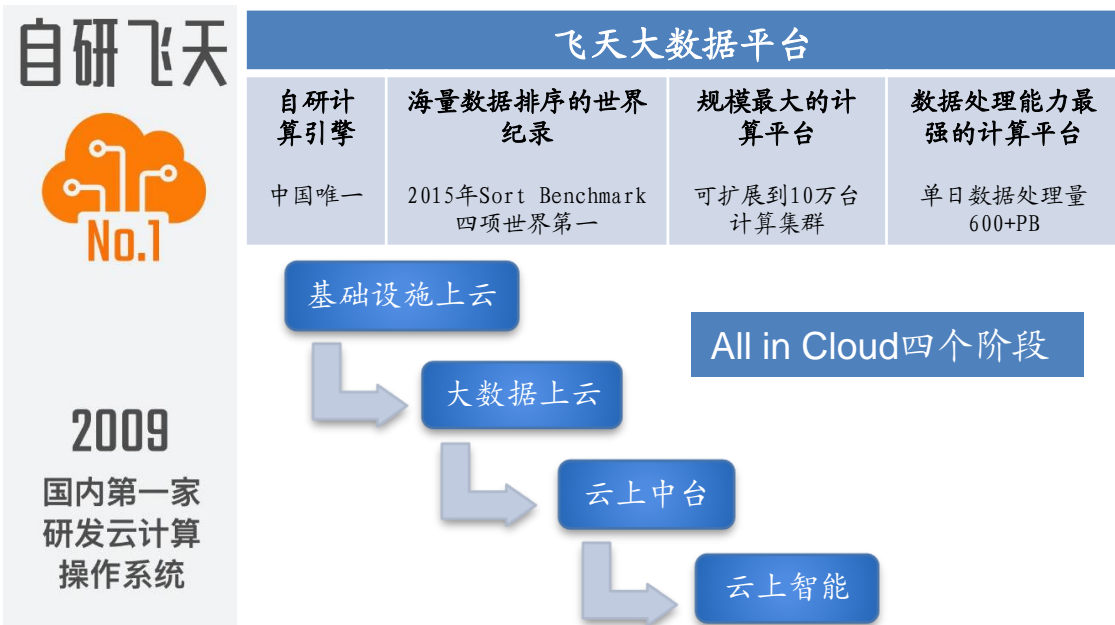 自研飞天
No.1
2009
国内第一家
研发云计算
操作系统
飞天大数据平台
自研计
算引擎
中国唯一
海量数据排序的世界
纪录
2015年Sort Benchmark
四项世界第一
规模最大的计
算平台
可扩展到10万台
计算集群
数据处理能力最
强的计算平台
单日数据处理量
600+PB
基础设施上云
All in Cloud四个阶段
大数据上云
云上中台
云上智能